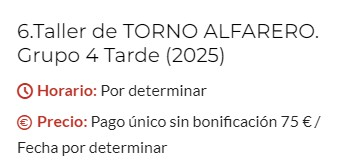 6.Taller de TORNO ALFARERO.
Grupo 4 Tarde (2025)
Horario: Por determinar
Precio: Pago único sin bonificación 75 € /
Fecha por determinar